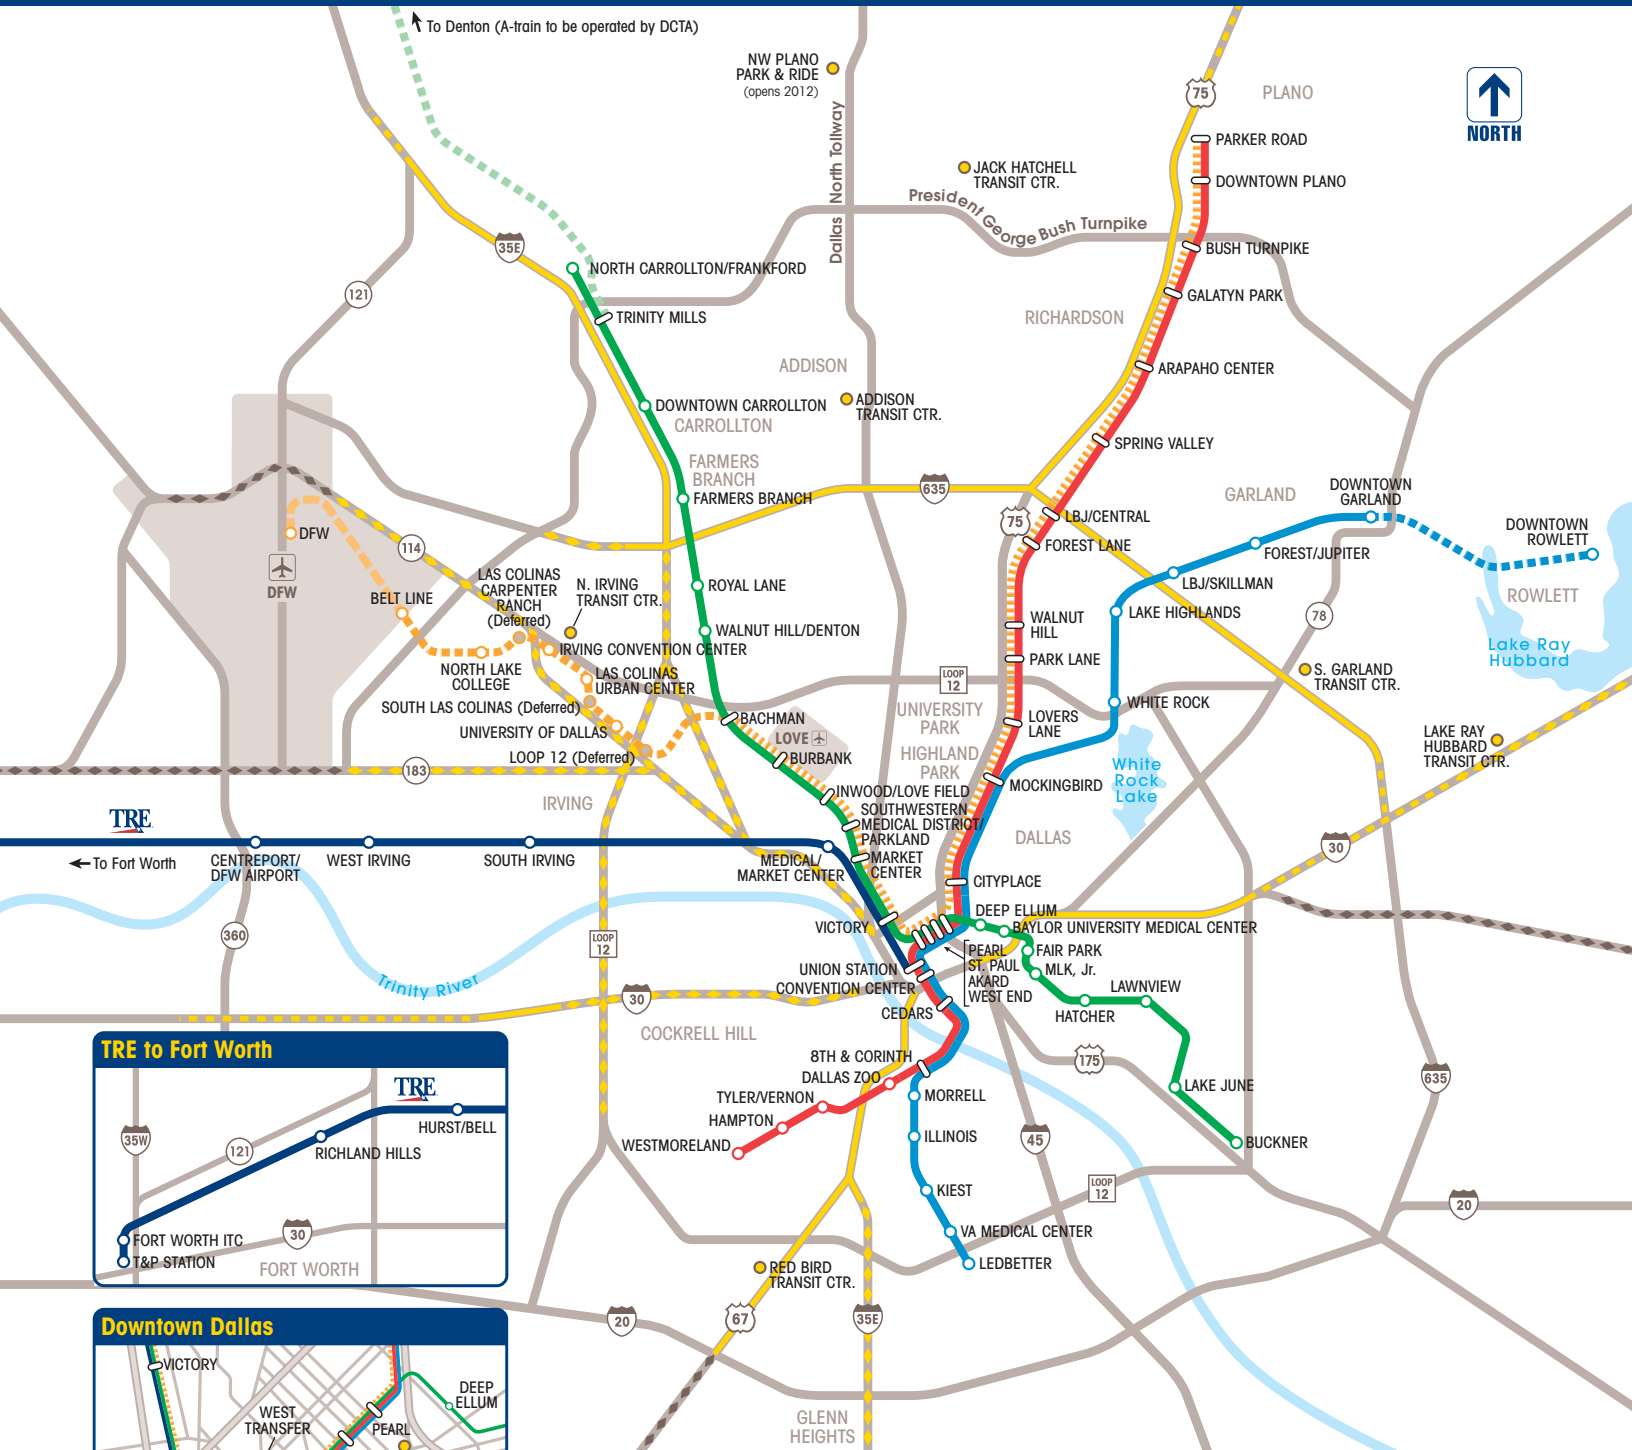 To Denton (A-train to be operated by DCTA)
NW PLANO
PARK & RIDE
(opens 2012)
Dallas North Tollway
75
PLANO
NORTH
PARKER ROAD
JACK HATCHELL
TRANSIT CTR.
DOWNTOWN PLANO
President George Bush Turnpike
35E
BUSH TURNPIKE
NORTH CARROLLTON/FRANKFORD
121
GALATYN PARK
TRINITY MILLS
RICHARDSON
ADDISON
ARAPAHO CENTER
ADDISON
TRANSIT CTR.
DOWNTOWN CARROLLTON
CARROLLTON
SPRING VALLEY
FARMERS
BRANCH
FARMERS BRANCH
635
GARLAND
DOWNTOWN
GARLAND
75
LBJ/CENTRAL
DOWNTOWN
ROWLETT
DFW
FOREST LANE
FOREST/JUPITER
114
DFW
LAS COLINAS
CARPENTER
RANCH
(Deferred)
N. IRVING
TRANSIT CTR.
ROYAL LANE
LBJ/SKILLMAN
ROWLETT
BELT LINE
LAKE HIGHLANDS
78
WALNUT
HILL
WALNUT HILL/DENTON
IRVING CONVENTION CENTER
PARK LANE
Lake Ray
Hubbard
NORTH LAKE
COLLEGE
LAS COLINAS
URBAN CENTER
LOOP
12
S. GARLAND
TRANSIT CTR.
SOUTH LAS COLINAS (Deferred)
UNIVERSITY
PARK
WHITE ROCK
BACHMAN
LOVE
LOVERS
LANE
UNIVERSITY OF DALLAS
LAKE RAY
HUBBARD
TRANSIT CTR.
LOOP 12 (Deferred)
BURBANK
HIGHLAND
PARK
183
White
Rock
Lake
MOCKINGBIRD
INWOOD/LOVE FIELD
IRVING
SOUTHWESTERN
MEDICAL DISTRICT/
PARKLAND
DALLAS
TRE
30
To Fort Worth
CENTREPORT/
DFW AIRPORT
WEST IRVING
SOUTH IRVING
MEDICAL/
MARKET CENTER
MARKET
CENTER
CITYPLACE
DEEP ELLUM
VICTORY
BAYLOR UNIVERSITY MEDICAL CENTER
360
LOOP
12
FAIR PARK
PEARL
ST. PAUL
AKARD
WEST END
MLK, Jr.
UNION STATION
CONVENTION CENTER
Trinity River
30
LAWNVIEW
HATCHER
CEDARS
COCKRELL HILL
TRE to Fort Worth
8TH & CORINTH
175
DALLAS ZOO
635
LAKE JUNE
TRE
TYLER/VERNON
MORRELL
HURST/BELL
HAMPTON
35W
121
RICHLAND HILLS
WESTMORELAND
ILLINOIS
45
BUCKNER
KIEST
LOOP
12
20
FORT WORTH ITC
30
VA MEDICAL CENTER
T&P STATION
FORT WORTH
LEDBETTER
RED BIRD
TRANSIT CTR.
20
67
35E
Downtown Dallas
VICTORY
DEEP
ELLUM
WEST
TRANSFER
PEARL
GLENN
HEIGHTS